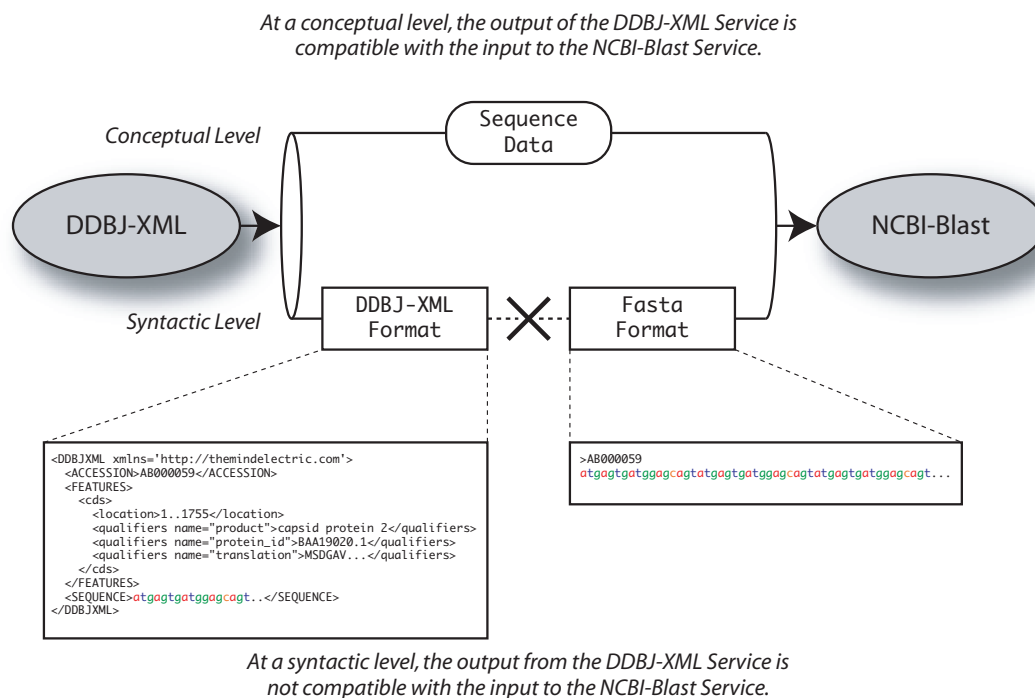 At a conceptual level, the output of the DDBJ-XML Service is
compatible with the input to the NCBI-Blast Service.
Conceptual Level
Sequence
Data
DDBJ-XML
NCBI-Blast
Syntactic Level
DDBJ-XML
Format
Fasta
Format
<DDBJXML xmlns='http://themindelectric.com'>
<ACCESSION>AB000059</ACCESSION>
<FEATURES>
<cds>
<location>1..1755</location>
<qualifiers name="product">capsid protein 2</qualifiers>
<qualifiers name="protein_id">BAA19020.1</qualifiers>
<qualifiers name="translation">MSDGAV...</qualifiers>
</cds>
</FEATURES>
<SEQUENCE>atgagtgatggagcagt..</SEQUENCE>
</DDBJXML>
>AB000059
atgagtgatggagcagtatgagtgatggagcagtatgagtgatggagcagt...
At a syntactic level, the output from the DDBJ-XML Service is
not compatible with the input to the NCBI-Blast Service.